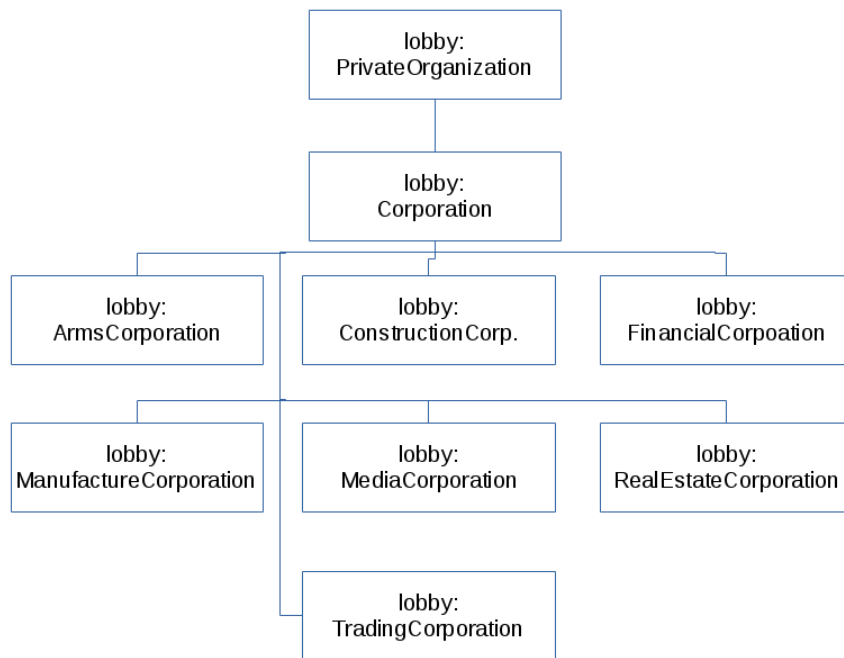 lobby:
PrivateOrganization
lobby:
Corporation
lobby:
ArmsCorporation
lobby:
ConstructionCorp.
lobby:
FinancialCorpoation
lobby:
ManufactureCorporation
lobby:
MediaCorporation
lobby:
RealEstateCorporation
lobby:
TradingCorporation